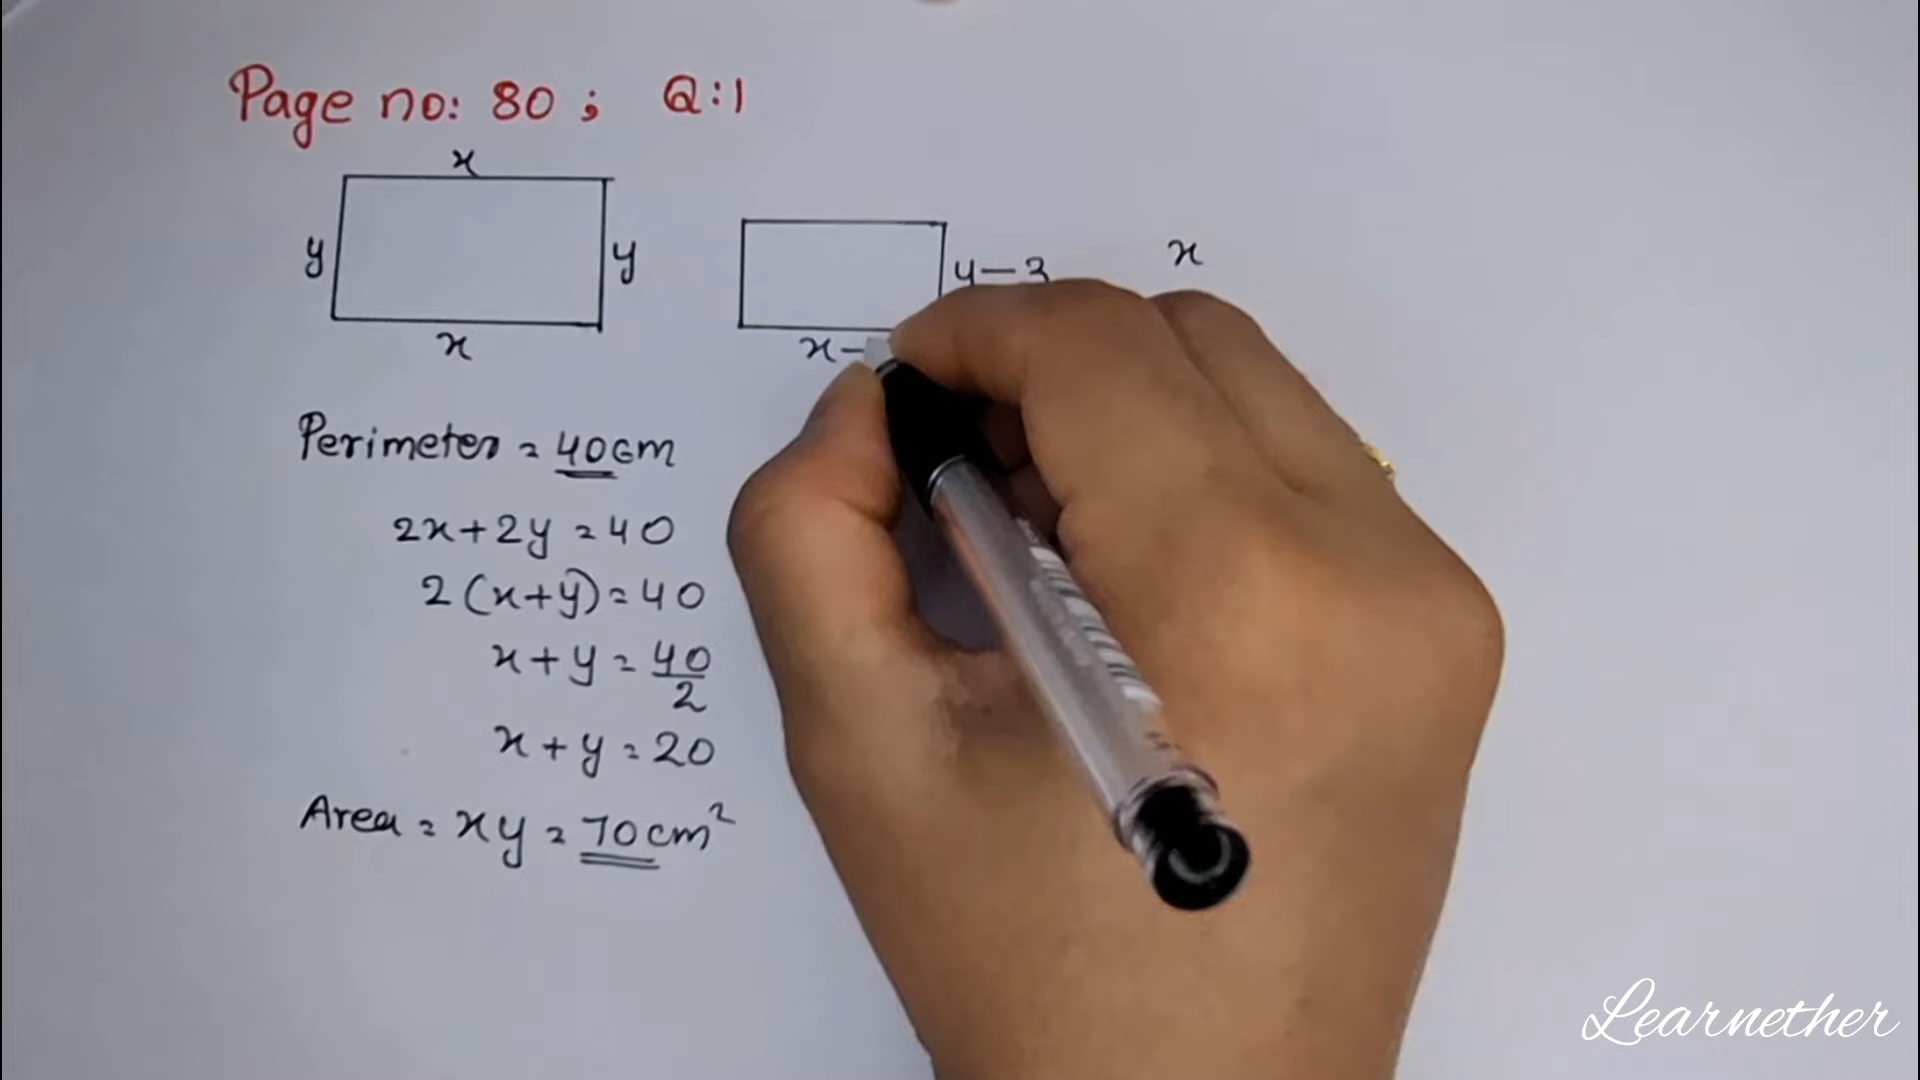 Page no: 80 ; Q:1
x
y
y
x
y-3
x-
x
Perimeter = 40cm
2x+2y=40
2(x+y)=40
x+y=40/2
x+y=20
Area = xy = 70cm²
Learnether